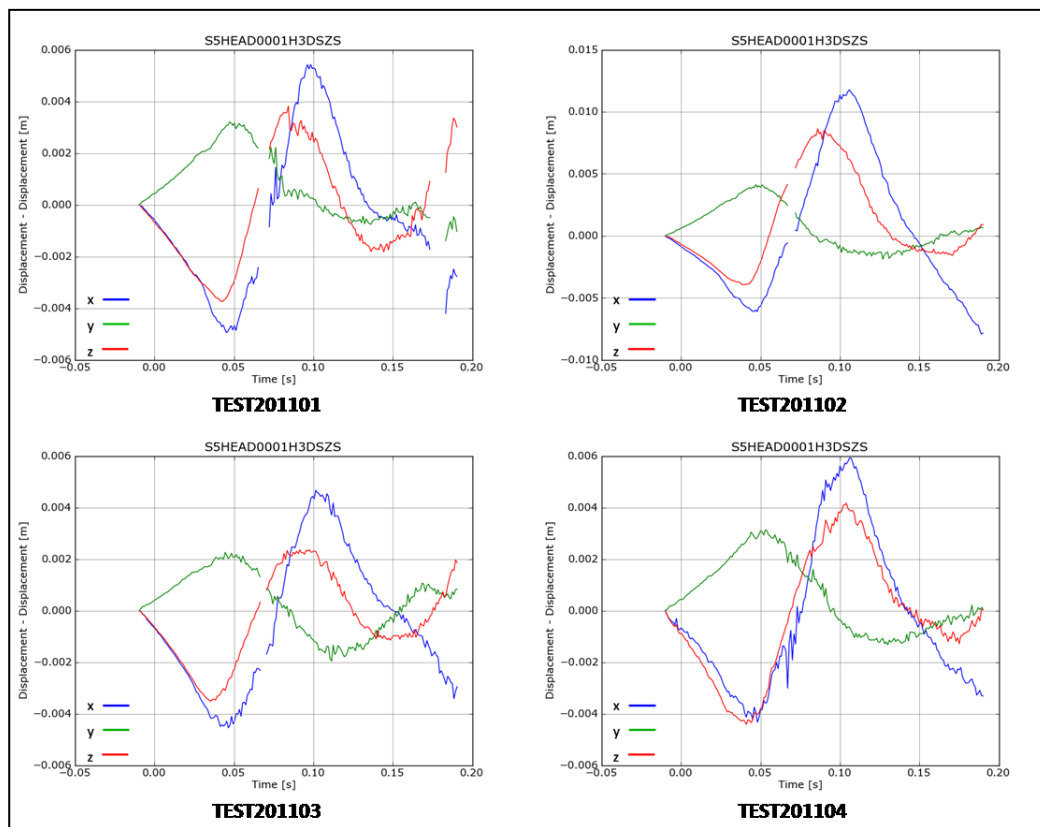 S5HEAD0001H3DSZS
Displacement - Displacement [m]
0.006
0.004
0.002
0.000
−0.002
−0.004
−0.006
x
y
z
−0.05
0.00
0.05
0.10
0.15
0.20
Time [s]
TEST201101
S5HEAD0001H3DSZS
Displacement - Displacement [m]
0.015
0.010
0.005
0.000
−0.005
−0.010
x
y
z
−0.05
0.00
0.05
0.10
0.15
0.20
Time [s]
TEST201102
S5HEAD0001H3DSZS
Displacement - Displacement [m]
0.006
0.004
0.002
0.000
−0.002
−0.004
−0.006
x
y
z
−0.05
0.00
0.05
0.10
0.15
0.20
Time [s]
TEST201103
S5HEAD0001H3DSZS
Displacement - Displacement [m]
0.006
0.004
0.002
0.000
−0.002
−0.004
−0.006
x
y
z
−0.05
0.00
0.05
0.10
0.15
0.20
Time [s]
TEST201104